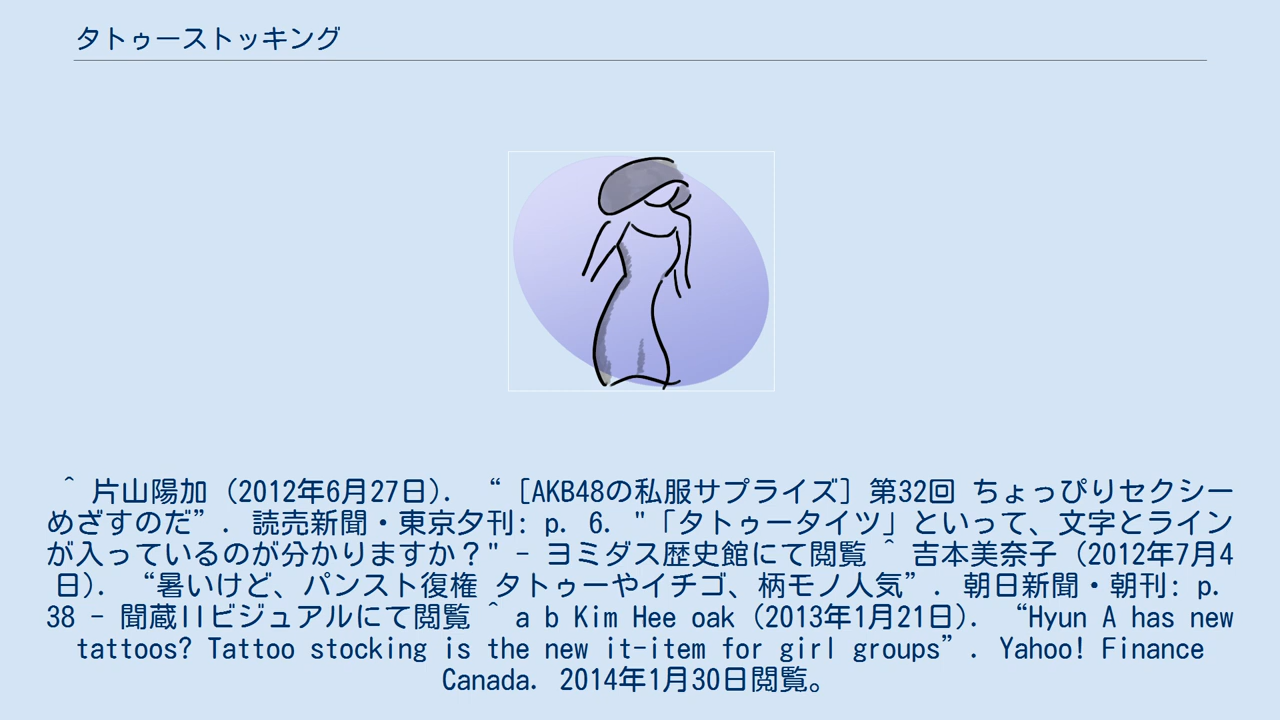 タトゥーストッキング
^ 片山陽加 (2012年6月27日). “［AKB48の私服サプライズ］第32回 ちょっぴりセクシー
めざすのだ”. 読売新聞・東京夕刊: p. 6. "「タトゥータイツ」といって、文字とライン
が入っているのが分かりますか？" - ヨミダス歴史館にて閲覧 ^ 吉本美奈子 (2012年7月4
日). “暑いけど、パンスト復権 タトゥーやイチゴ、柄モノ人気”. 朝日新聞・朝刊: p.
38 - 聞蔵IIビジュアルにて閲覧 ^ a b Kim Hee oak (2013年1月21日). “Hyun A has new
tattoos? Tattoo stocking is the new it-item for girl groups”. Yahoo! Finance
Canada. 2014年1月30日閲覧。